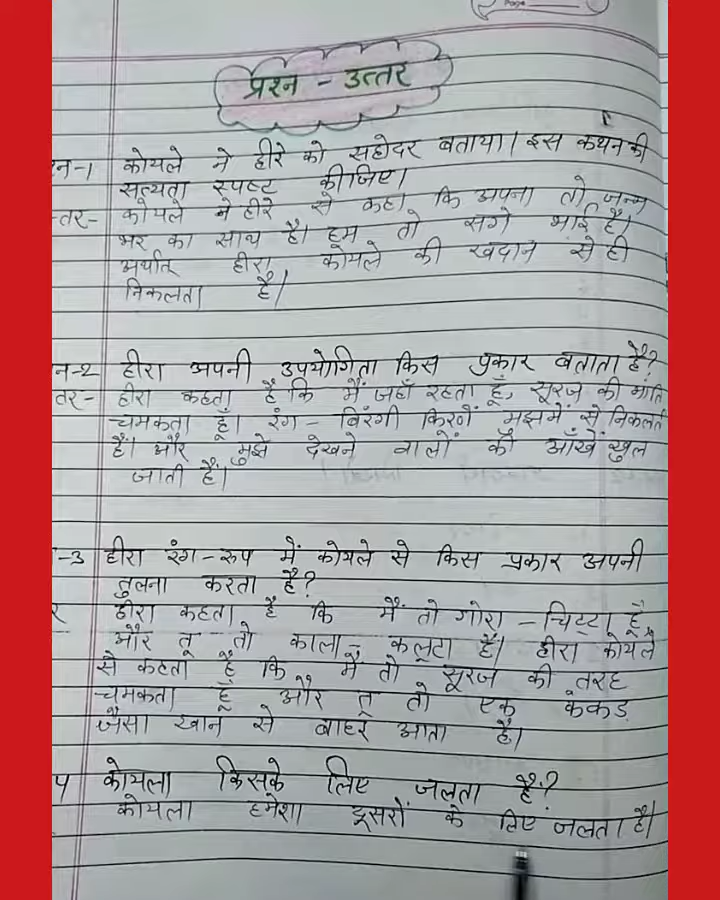 Page
प्रश्न - उत्तर
न-1 कोयले ने हीरे को सहोदर बताया। इस कथन की
सत्यता स्पष्ट कीजिए।
तर- कोयले ने हीरे से कहा कि अपना तो जन्म
भर का साथ है। हम तो सगे भाई है।
अर्थात् हीरा कोयले की खदान से ही
निकलता है।
न-2 हीरा अपनी उपयोगिता किस प्रकार बताता है?
तर- हीरा कहता है कि मैं जहाँ रहता हूँ, सूरज की भांति
चमकता हूँ। रंग - बिरंगी किरणें मुझमें से निकलते
हैं। और मुझे देखने वालों की आँखें खुल
जाती हैं।
-3 हीरा रंग-रूप में कोयले से किस प्रकार अपनी
तुलना करता है?
र हीरा कहता है कि मैं तो गोरा - चिट्टा हूँ,
और तू तो काला - कलूटा है। हीरा कोयले
से कहता है कि मैं तो सूरज की तरह
चमकता हूँ और तू तो एक कंकड़
जैसा खान से बाहर आता है।
4 कोयला किसके लिए जलता है?
कोयला हमेशा दूसरों के लिए जलता है।